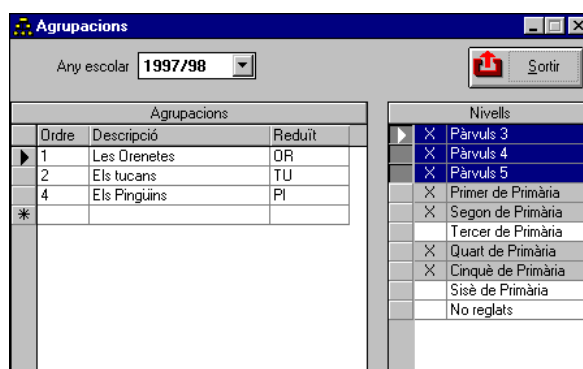 Agrupacions
Any escolar 1997/98
Sortir
Agrupacions
Ordre Descripció Reduït
1 Les Orenetes OR
2 Els tucans TU
4 Els Pingüins PI
Nivells
X Pàrvuls 3
X Pàrvuls 4
X Pàrvuls 5
X Primer de Primària
X Segon de Primària
Tercer de Primària
X Quart de Primària
X Cinquè de Primària
Sisè de Primària
No reglats